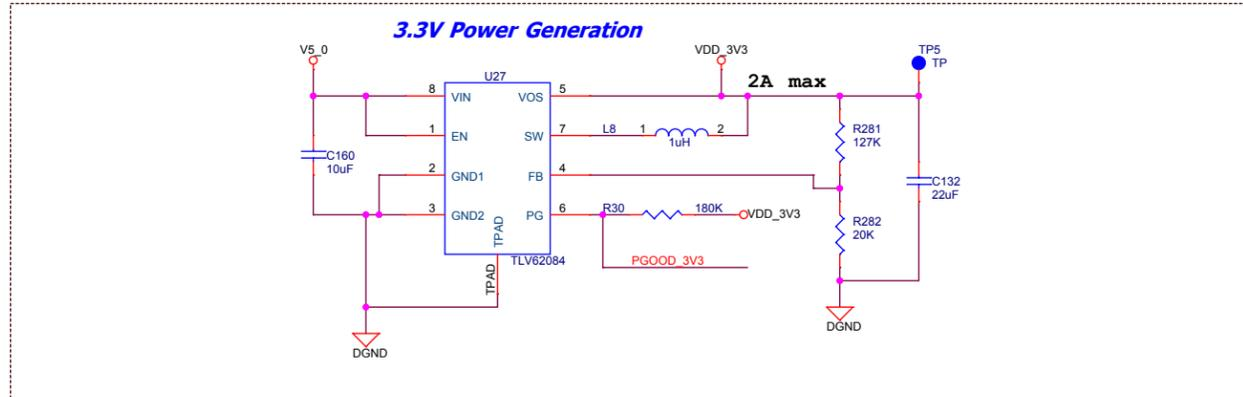 3.3V Power Generation
V5_0
VDD_3V3
TP5
TP
2A max
U27
8 VIN VOS 5
1 EN SW 7
L8 1 2
1uH
R281
127K
C160
10uF
2 GND1 FB 4
C132
22uF
3 GND2 PG 6
R30 180K VDD_3V3
R282
20K
TPAD
TLV62084
PGOOD_3V3
TPAD
DGND
DGND